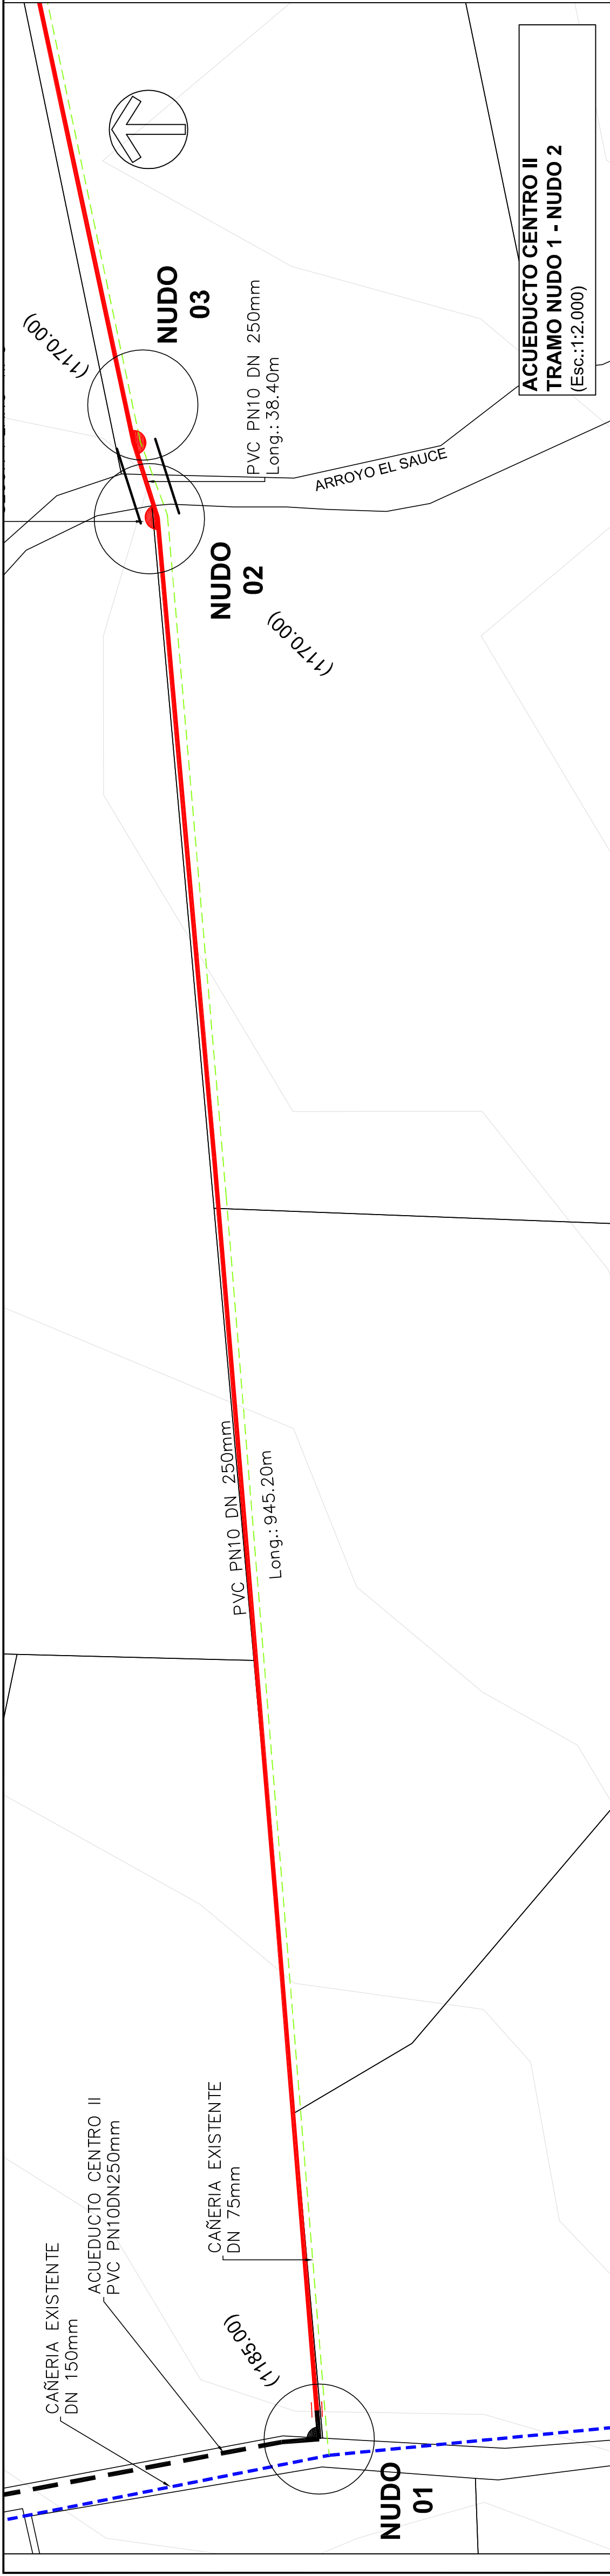 CAÑERIA EXISTENTE
DN 150mm
ACUEDUCTO CENTRO II
PVC PN10DN250mm
CAÑERIA EXISTENTE
DN 75mm
(1185.00)
NUDO
01
PVC PN10 DN 250mm
Long.: 945.20m
NUDO
02
(1170.00)
(1170.00)
NUDO
03
PVC PN10 DN 250mm
Long.: 38.40m
ARROYO EL SAUCE
ACUEDUCTO CENTRO II
TRAMO NUDO 1 - NUDO 2
(Esc.:1:2.000)